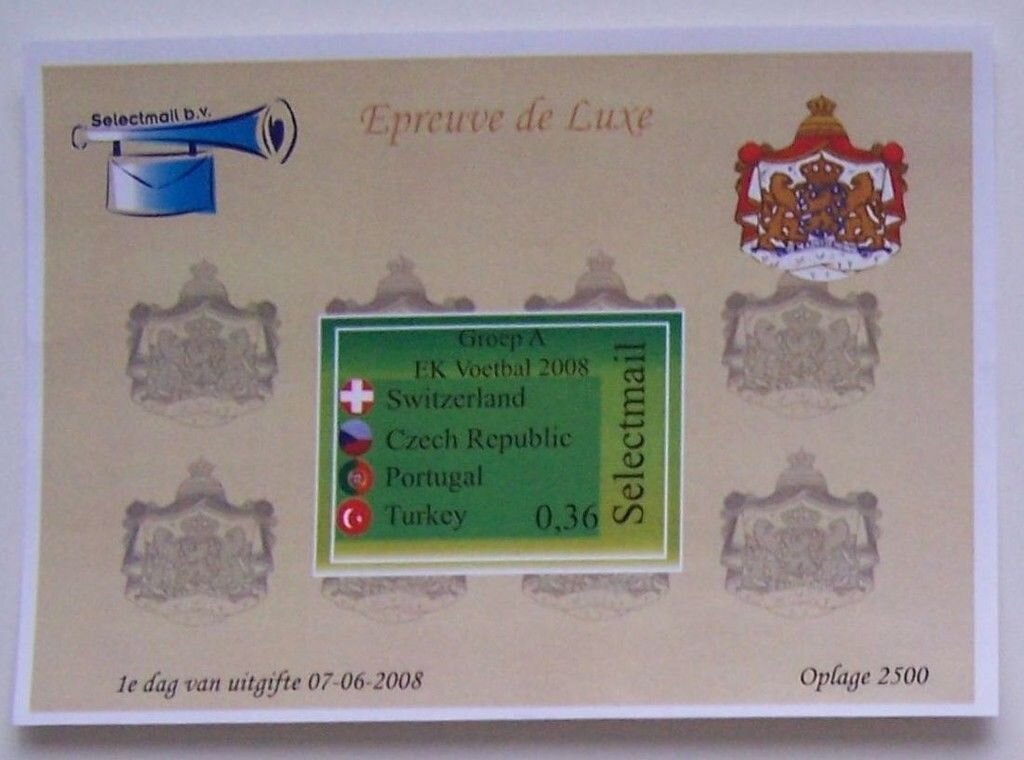 Selectmail b.v.
Epreuve de Luxe
Groep A
EK Voetbal 2008
Switzerland
Czech Republic
Portugal
Turkey
0,36
Selectmail
1e dag van uitgifte 07-06-2008
Oplage 2500